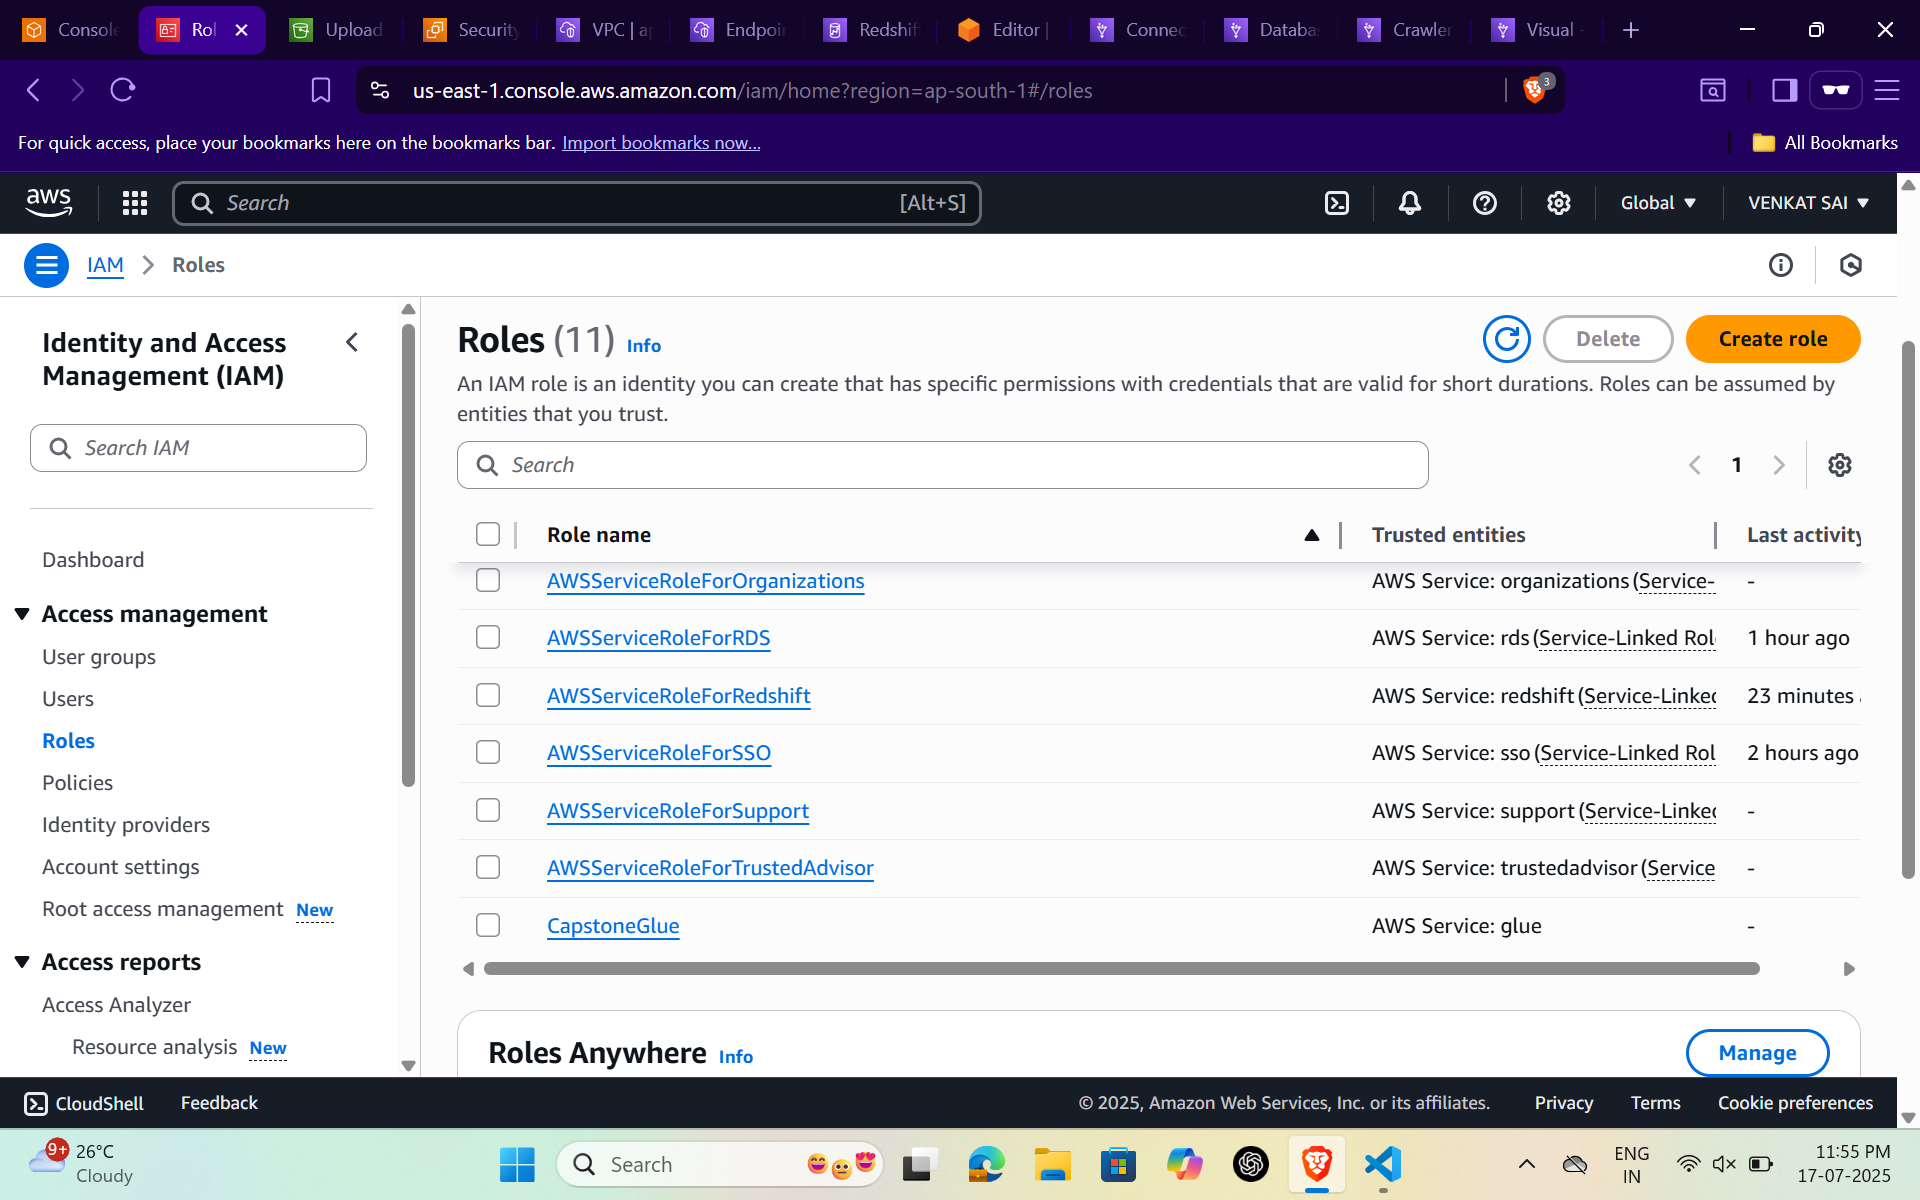 Console
Rol
Upload
Security
VPC | a
Endpoin
Redshif
Editor |
Connec
Databa
Crawler
Visual -
us-east-1.console.aws.amazon.com/iam/home?region=ap-south-1#/roles
3
For quick access, place your bookmarks here on the bookmarks bar. Import bookmarks now...
All Bookmarks
aws
Search
[Alt+S]
Global
VENKAT SAI
IAM
Roles
Identity and Access
Management (IAM)
Search IAM
Dashboard
Access management
User groups
Users
Roles
Policies
Identity providers
Account settings
Root access management New
Access reports
Access Analyzer
Resource analysis New
Roles (11) Info
Delete
Create role
An IAM role is an identity you can create that has specific permissions with credentials that are valid for short durations. Roles can be assumed by
entities that you trust.
Search
1
Role name
Trusted entities
Last activity
AWSServiceRoleForOrganizations
AWS Service: organizations (Service-
-
AWSServiceRoleForRDS
AWS Service: rds (Service-Linked Rol
1 hour ago
AWSServiceRoleForRedshift
AWS Service: redshift (Service-Linked
23 minutes
AWSServiceRoleForSSO
AWS Service: sso (Service-Linked Rol
2 hours ago
AWSServiceRoleForSupport
AWS Service: support (Service-Linked
-
AWSServiceRoleForTrustedAdvisor
AWS Service: trustedadvisor (Service
-
CapstoneGlue
AWS Service: glue
-
Roles Anywhere Info
Manage
CloudShell
Feedback
© 2025, Amazon Web Services, Inc. or its affiliates.
Privacy
Terms
Cookie preferences
9+
26°C
Cloudy
Search
ENG
IN
11:55 PM
17-07-2025